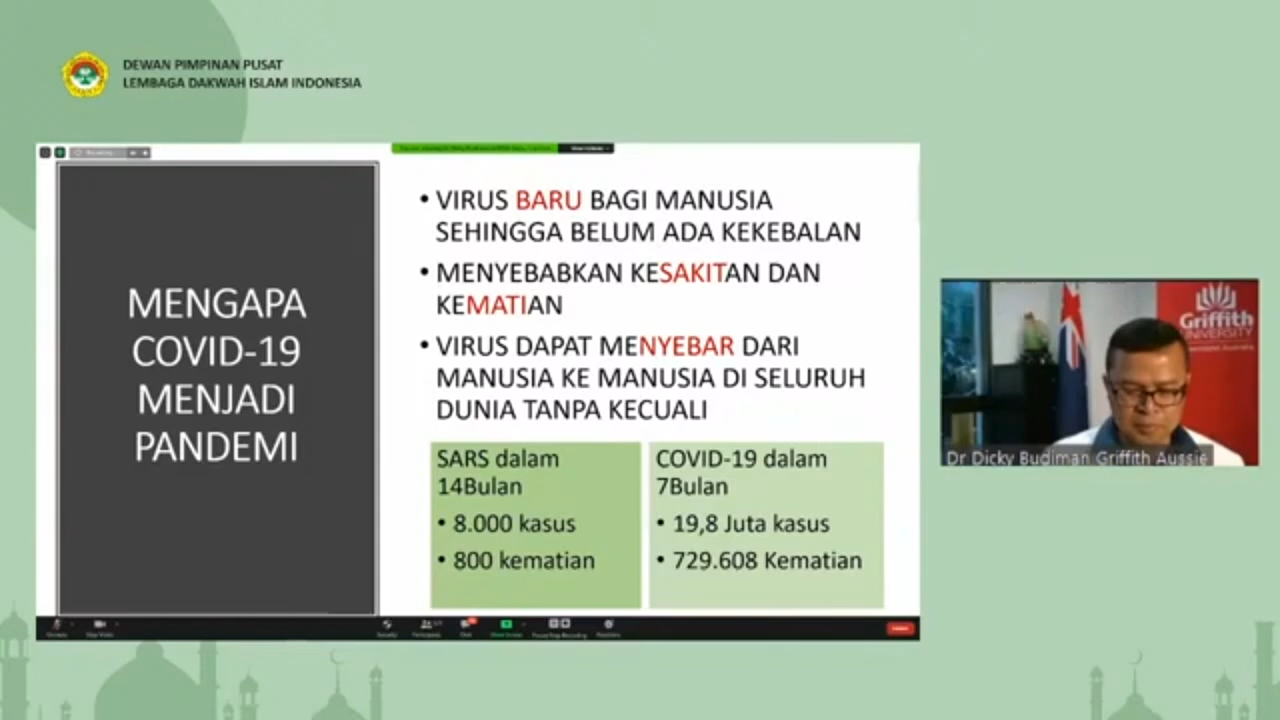 DEWAN PIMPINAN PUSAT
LEMBAGA DAKWAH ISLAM INDONESIA
MENGAPA
COVID-19
MENJADI
PANDEMI
• VIRUS BARU BAGI MANUSIA
SEHINGGA BELUM ADA KEKEBALAN
• MENYEBABKAN KESAKITAN DAN
KEMATIAN
• VIRUS DAPAT MENYEBAR DARI
MANUSIA KE MANUSIA DI SELURUH
DUNIA TANPA KECUALI
SARS dalam
14Bulan
• 8.000 kasus
• 800 kematian
COVID-19 dalam
7Bulan
• 19,8 Juta kasus
• 729.608 Kematian
Griffith
UNIVERSITY
Dr Dicky Budiman Griffith Aussie